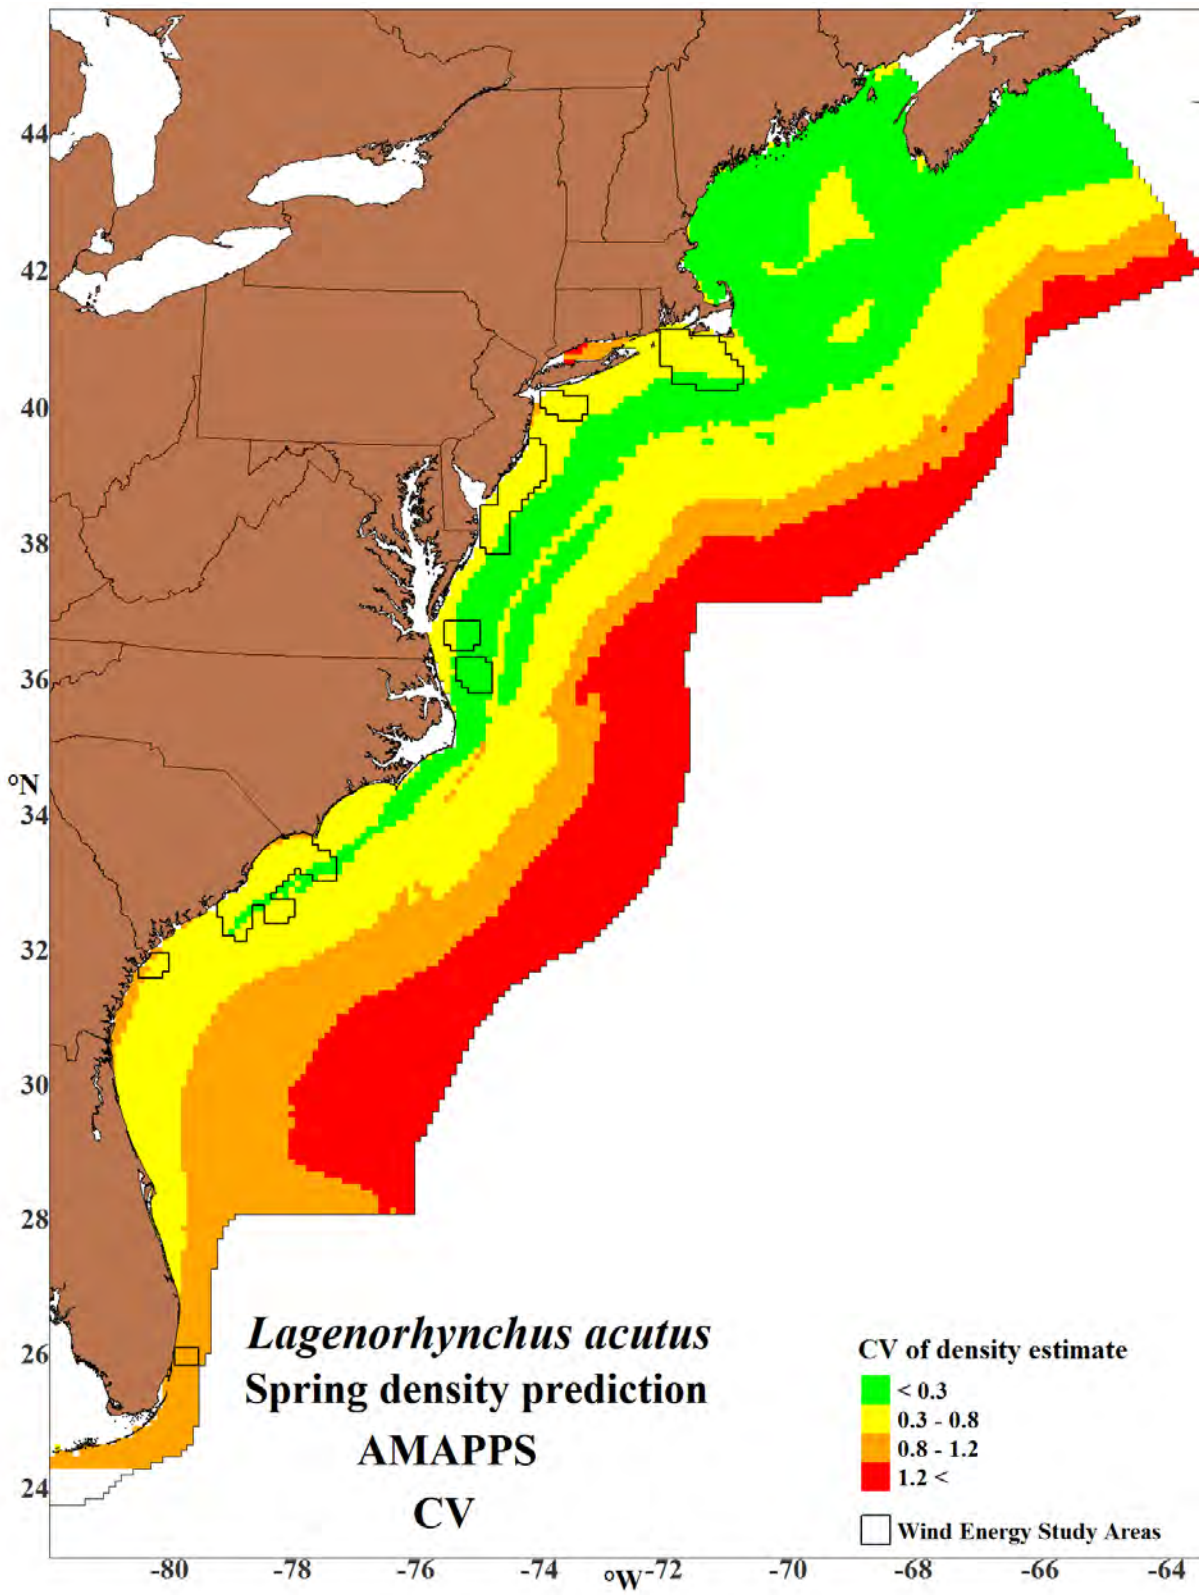 44
42
40
38
36
°N
34
32
30
28
26
24
Lagenorhynchus acutus
Spring density prediction
AMAPPS
CV
CV of density estimate
< 0.3
0.3 - 0.8
0.8 - 1.2
1.2 <
Wind Energy Study Areas
-80 -78 -76 -74 °W -72 -70 -68 -66 -64